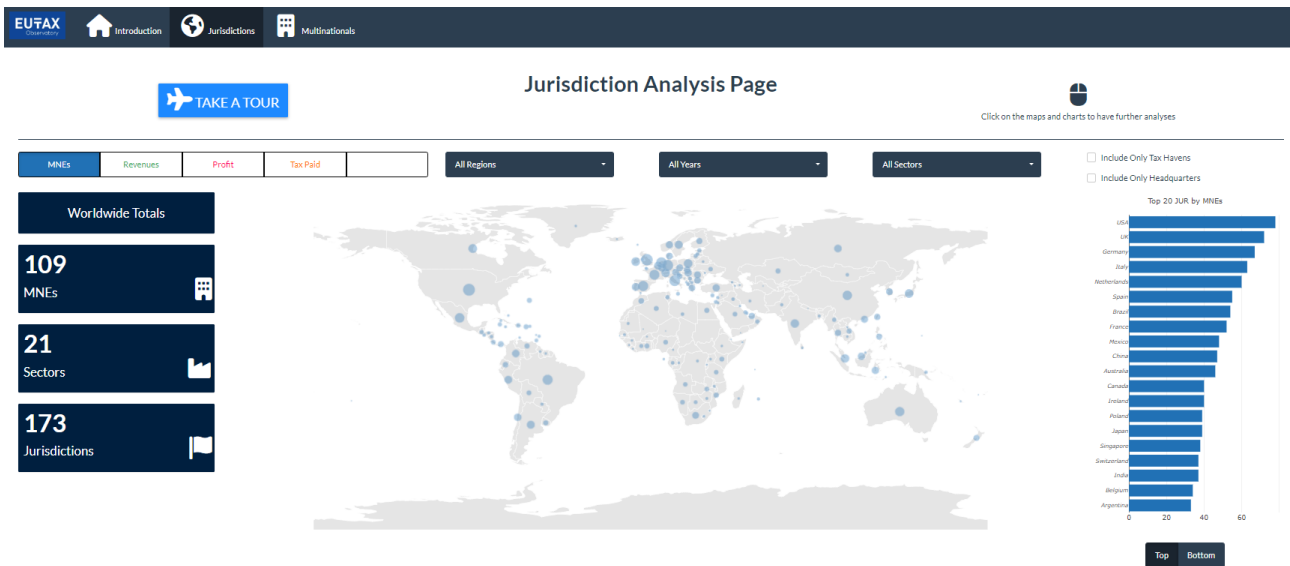 EUTAX
Observatory
Introduction
Jurisdictions
Multinationals
TAKE A TOUR
Jurisdiction Analysis Page
Click on the maps and charts to have further analyses
MNEs
Revenues
Profit
Tax Paid
All Regions
All Years
All Sectors
Include Only Tax Havens
Include Only Headquarters
Worldwide Totals
109
MNEs
21
Sectors
173
Jurisdictions
Top 20 JUR by MNEs
USA
UK
Germany
Italy
Netherlands
Spain
Brazil
France
Mexico
China
Australia
Canada
Ireland
Poland
Japan
Singapore
Switzerland
India
Belgium
Argentina
0 20 40 60
Top Bottom